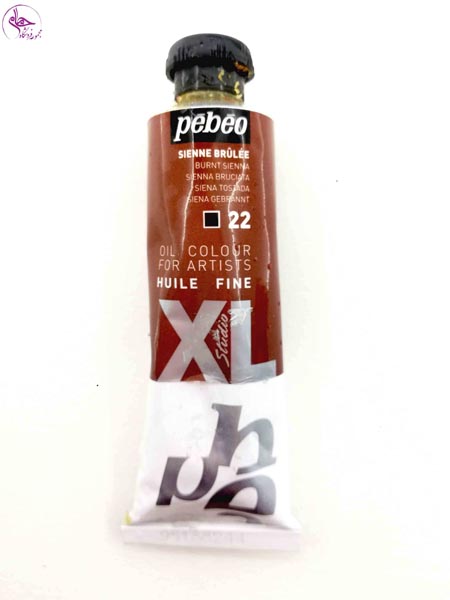 pébéo
SIENNE BRÛLÉE
BURNT SIENNA
SIENNA BRUCIATA
SIENA TOSTADA
SIENA GEBRANNT
22
OIL COLOUR
FOR ARTISTS
HUILE FINE
XL
Studio